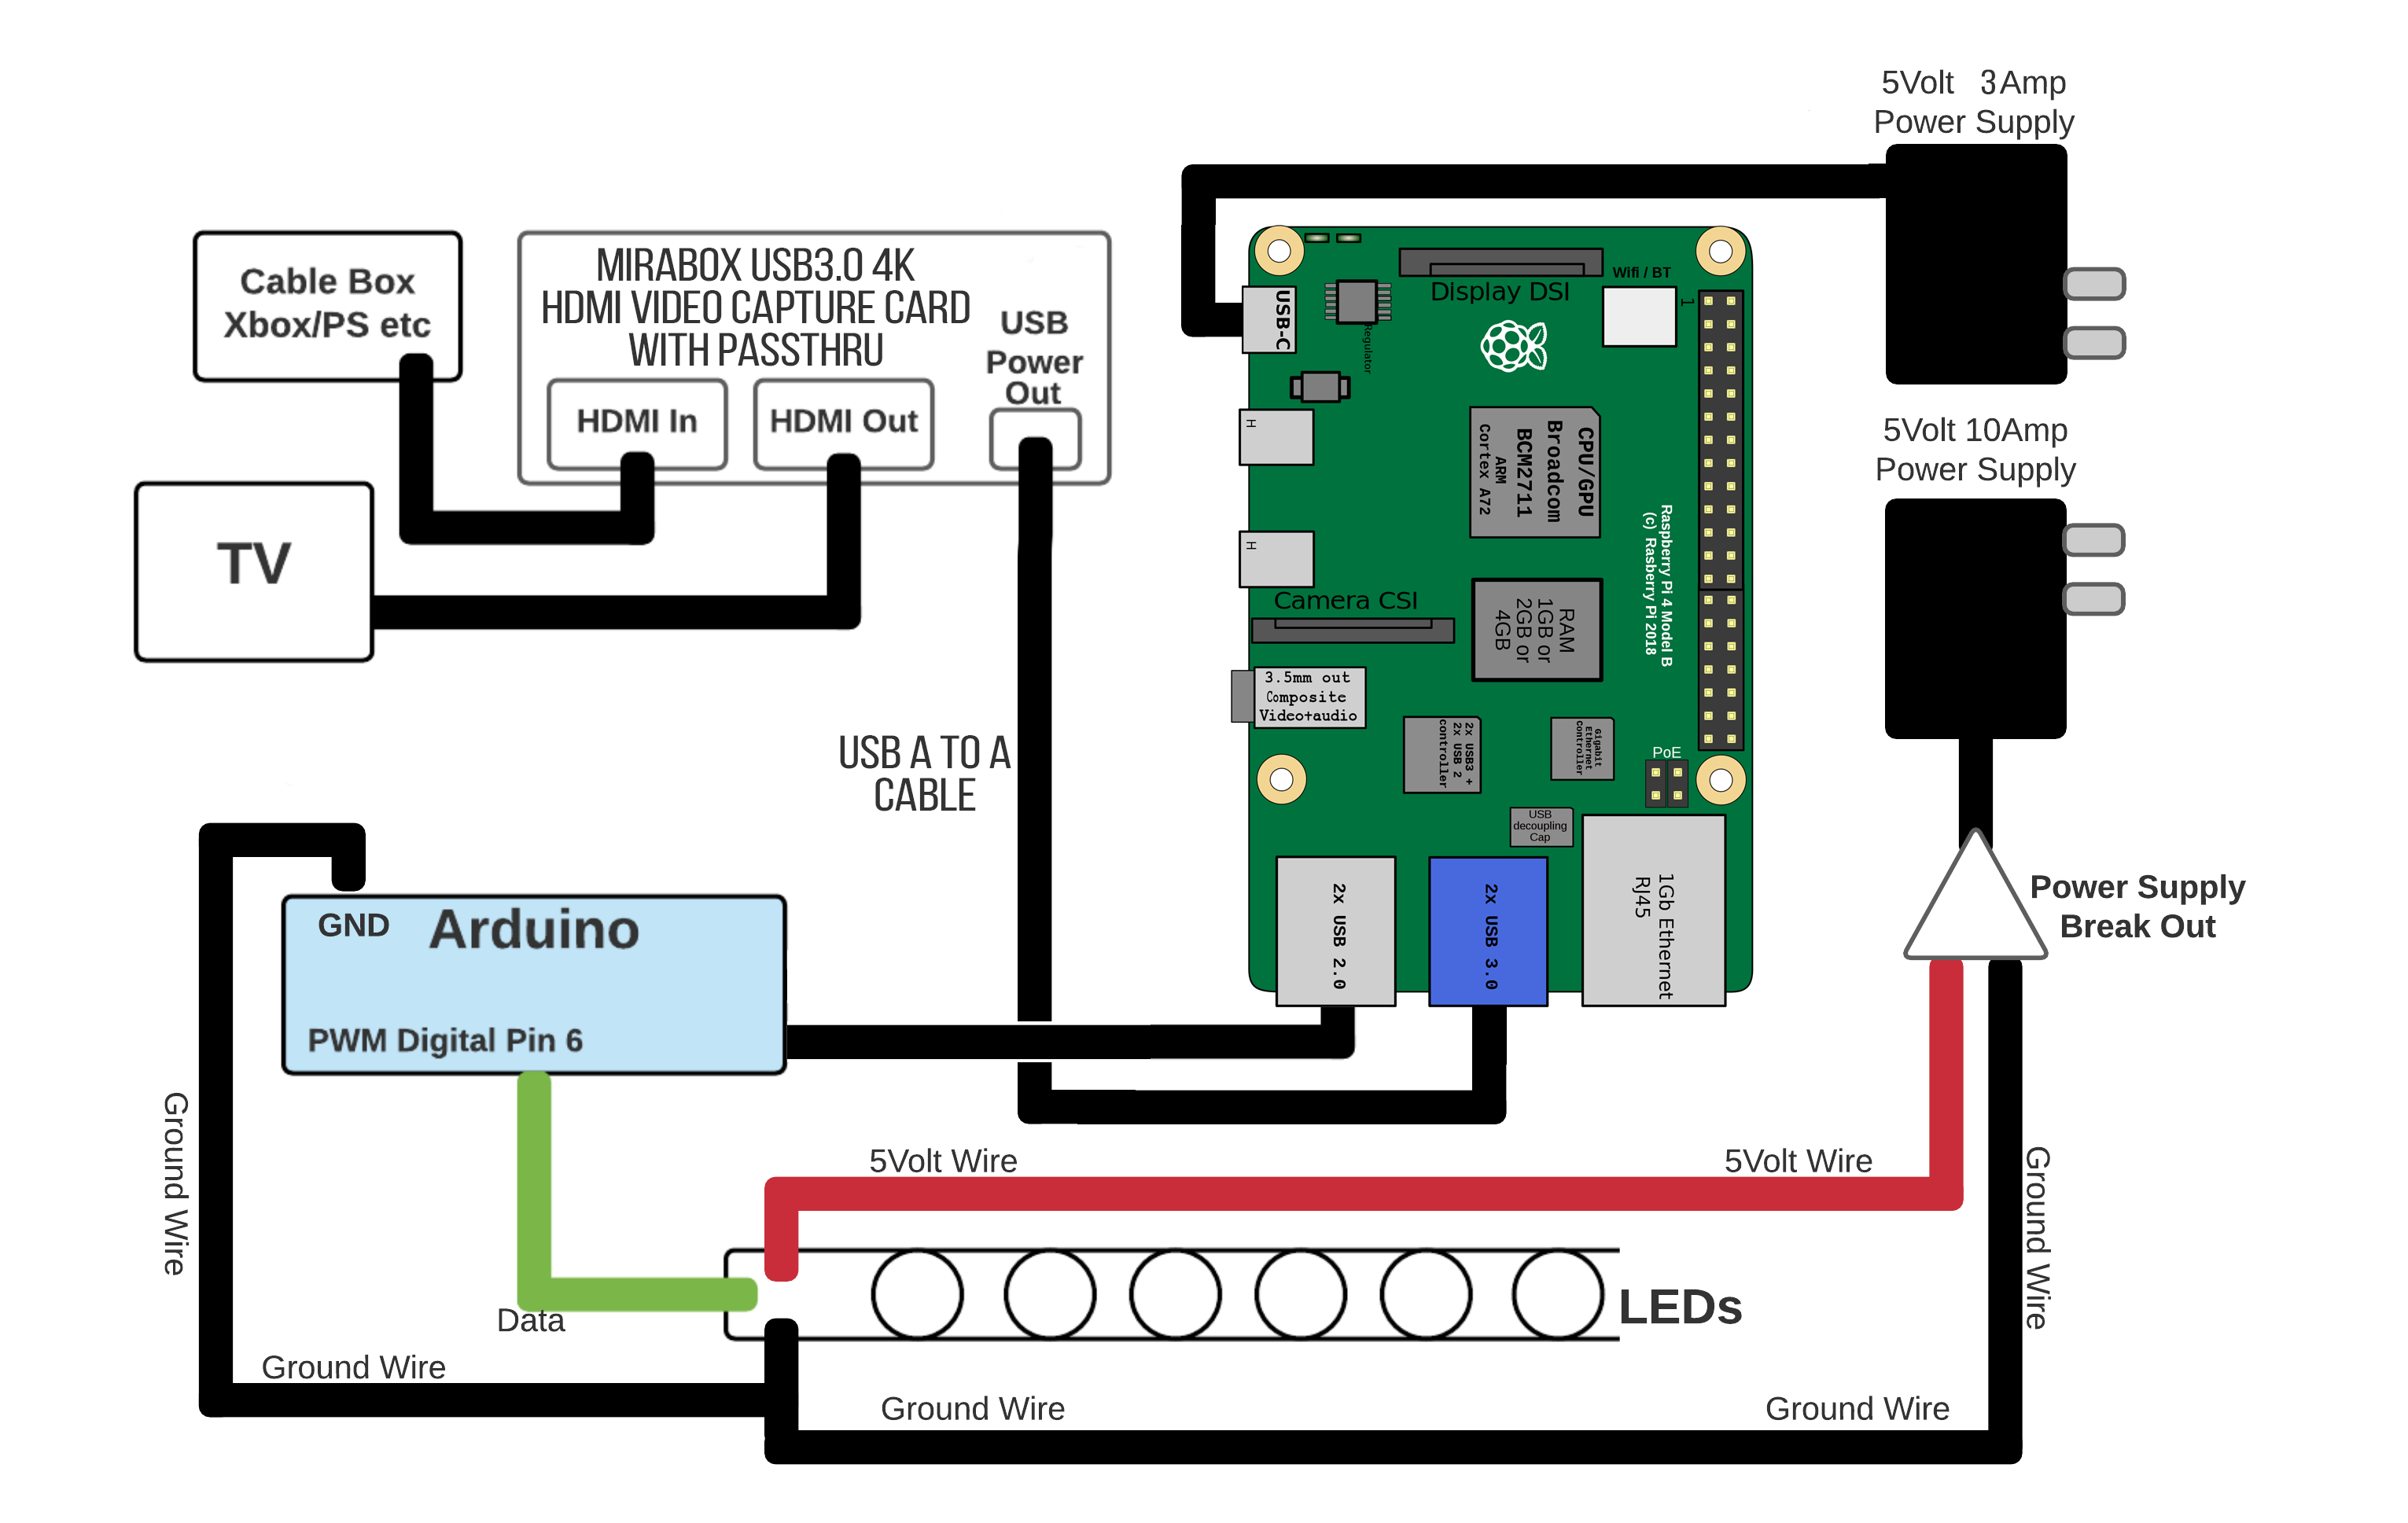 5Volt 3Amp
Power Supply
Cable Box
Xbox/PS etc
MIRABOX USB3.0 4K
HDMI VIDEO CAPTURE CARD
WITH PASSTHRU
USB
Power
Out
HDMI In
HDMI Out
TV
USB A TO A
CABLE
USB-C
Regulator
Display DSI
Wifi / BT
1
H
H
CPU/GPU
Broadcom
BCM2711
ARM
Cortex A72
Raspberry Pi 4 Model B
(c) Rasberry Pi 2018
RAM
1GB or
2GB or
4GB
Camera CSI
3.5mm out
Composite
Video+audio
2x USB3 +
2x USB 2
controller
Gigabit
Ethernet
controller
PoE
USB
decoupling
Cap
2x USB 2.0
2x USB 3.0
1Gb Ethernet
RJ45
5Volt 10Amp
Power Supply
Power Supply
Break Out
GND
Arduino
PWM Digital Pin 6
Ground Wire
5Volt Wire
5Volt Wire
Ground Wire
LEDs
Data
Ground Wire
Ground Wire
Ground Wire